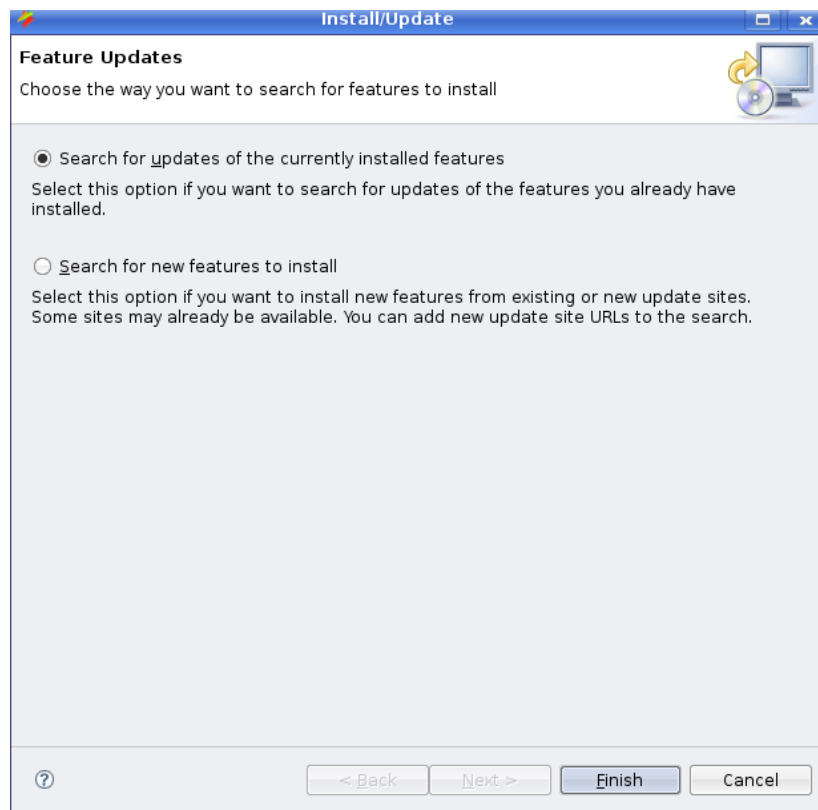 Install/Update
Feature Updates
Choose the way you want to search for features to install
Search for updates of the currently installed features
Select this option if you want to search for updates of the features you already have
installed.
Search for new features to install
Select this option if you want to install new features from existing or new update sites.
Some sites may already be available. You can add new update site URLs to the search.
?
< Back
Next >
Finish
Cancel